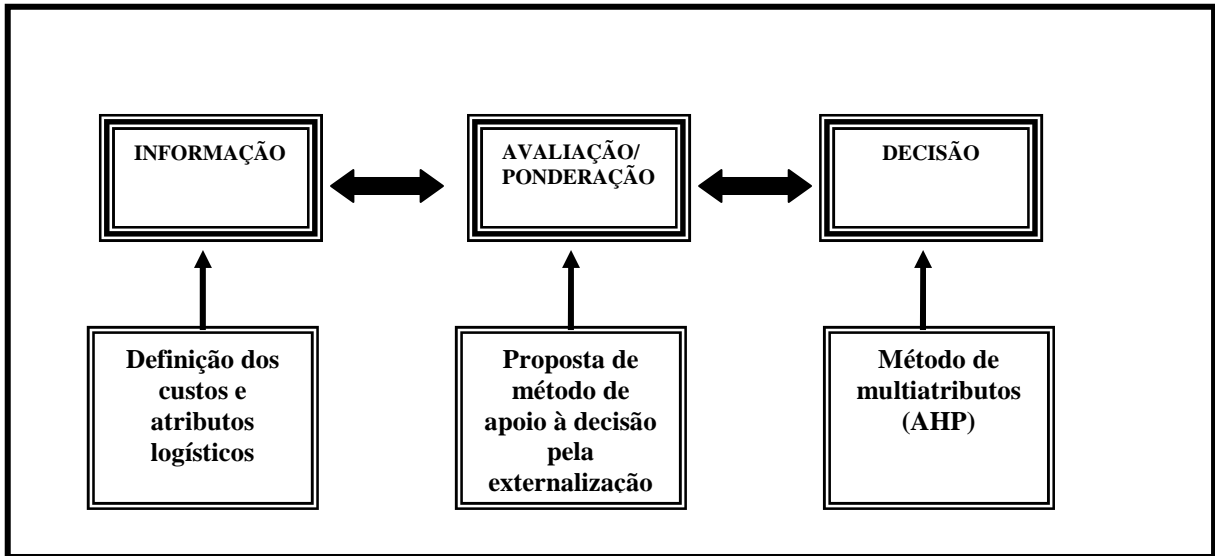 INFORMAÇÃO
AVALIAÇÃO/
PONDERAÇÃO
DECISÃO
Definição dos
custos e
atributos
logísticos
Proposta de
método de
apoio à decisão
pela
externalização
Método de
multiatributos
(AHP)